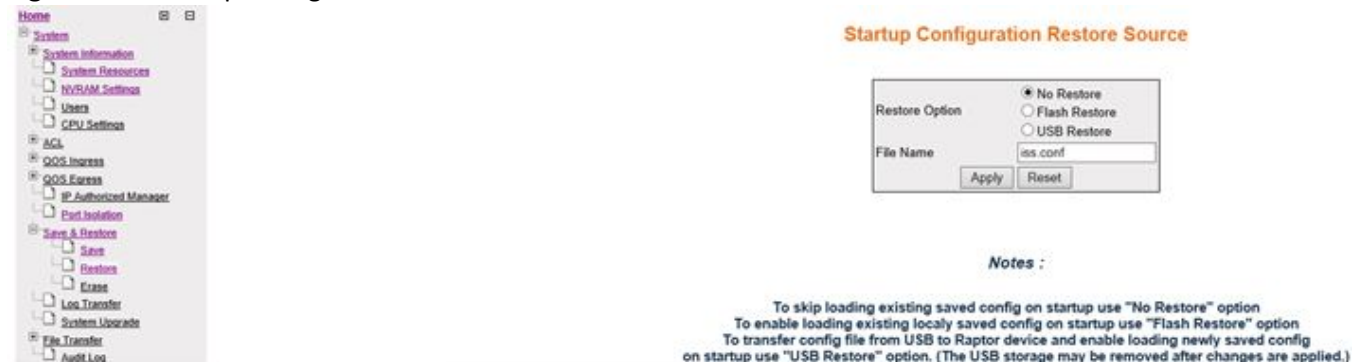 Home
System
System Information
System Resources
NVRAM Settings
Users
CPU Settings
ACL
QOS Ingress
QOS Egress
IP Authorized Manager
Port Isolation
Save & Restore
Save
Restore
Erase
Log Transfer
System Upgrade
File Transfer
Audit Log
Startup Configuration Restore Source
Restore Option
No Restore
Flash Restore
USB Restore
File Name iss.conf
Apply Reset
Notes :
To skip loading existing saved config on startup use "No Restore" option
To enable loading existing localy saved config on startup use "Flash Restore" option
To transfer config file from USB to Raptor device and enable loading newly saved config
on startup use "USB Restore" option. (The USB storage may be removed after changes are applied.)